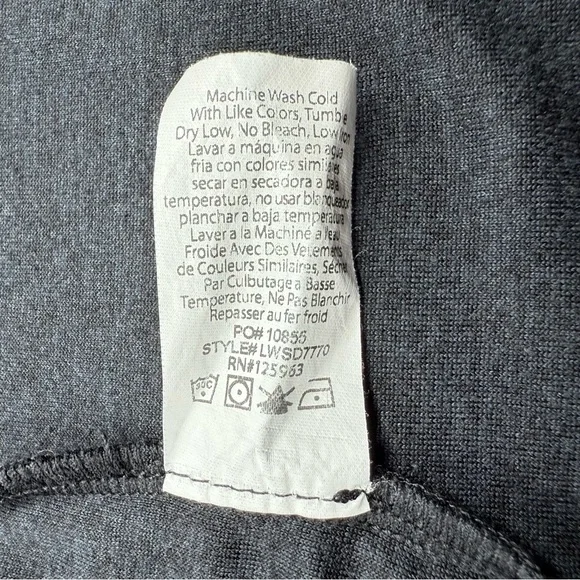 Machine Wash Cold
With Like Colors, Tumble
Dry Low, No Bleach, Low Iron
Lavar a máquina en agua
fria con colores similares
secar en secadora a baja
temperatura, no usar blanqueador
planchar a baja temperatura
Laver a la Machine a l'eau
Froide Avec Des Vetements
de Couleurs Similaires, Sécher
Par Culbutage a Basse
Temperature, Ne Pas Blanchir
Repasser au fer froid
PO# 10856
STYLE# LWSD7770
RN#125963
30C